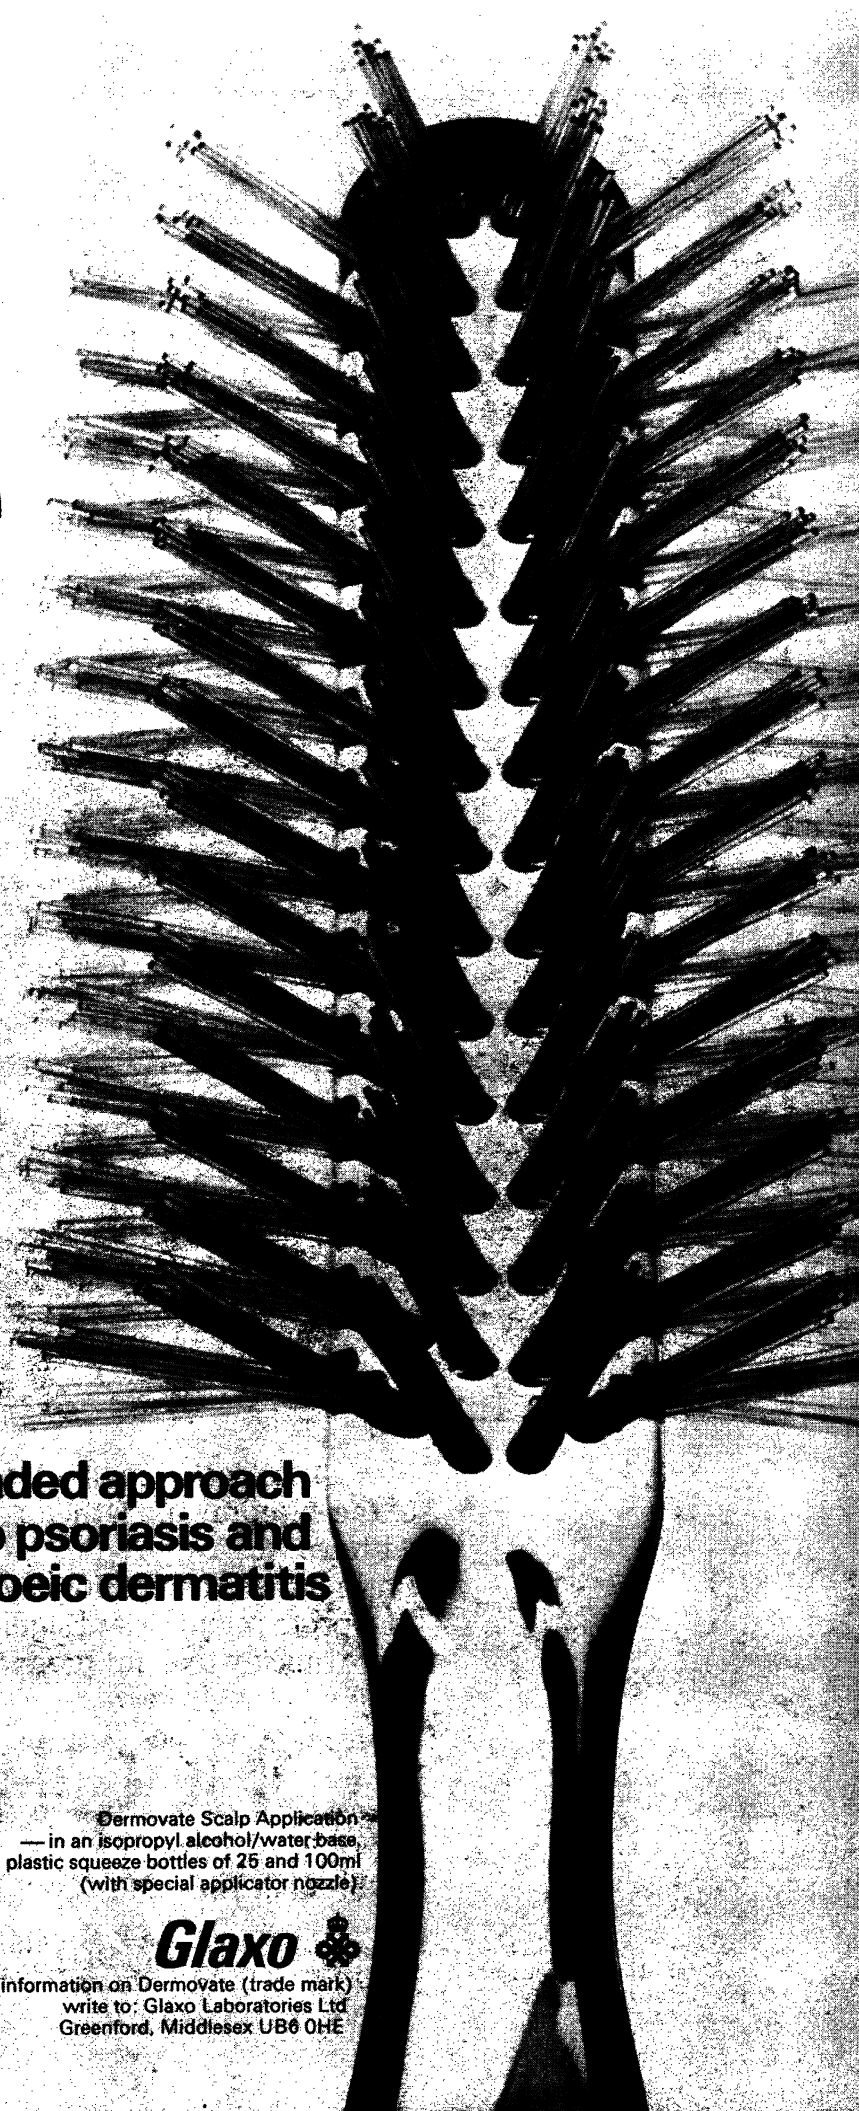 ded approach
psoriasis and
oeic dermatitis
Dermovate Scalp Application
— in an isopropyl alcohol/water base,
plastic squeeze bottles of 25 and 100ml
(with special applicator nozzle).
Glaxo
information on Dermovate (trade mark)
write to: Glaxo Laboratories Ltd
Greenford, Middlesex UB6 0HE